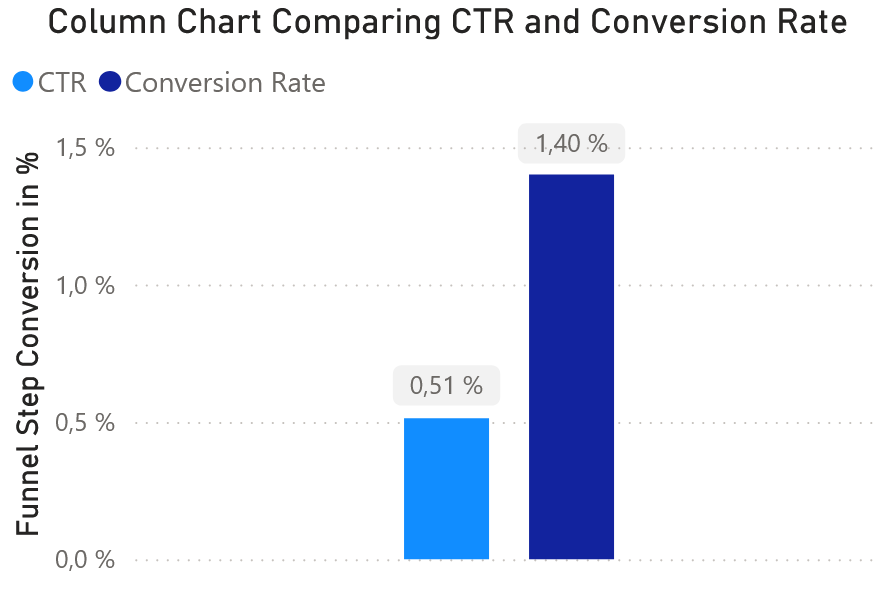 Column Chart Comparing CTR and Conversion Rate
CTR Conversion Rate
Funnel Step Conversion in %
1,5 %
1,40 %
1,0 %
0,51 %
0,5 %
0,0 %